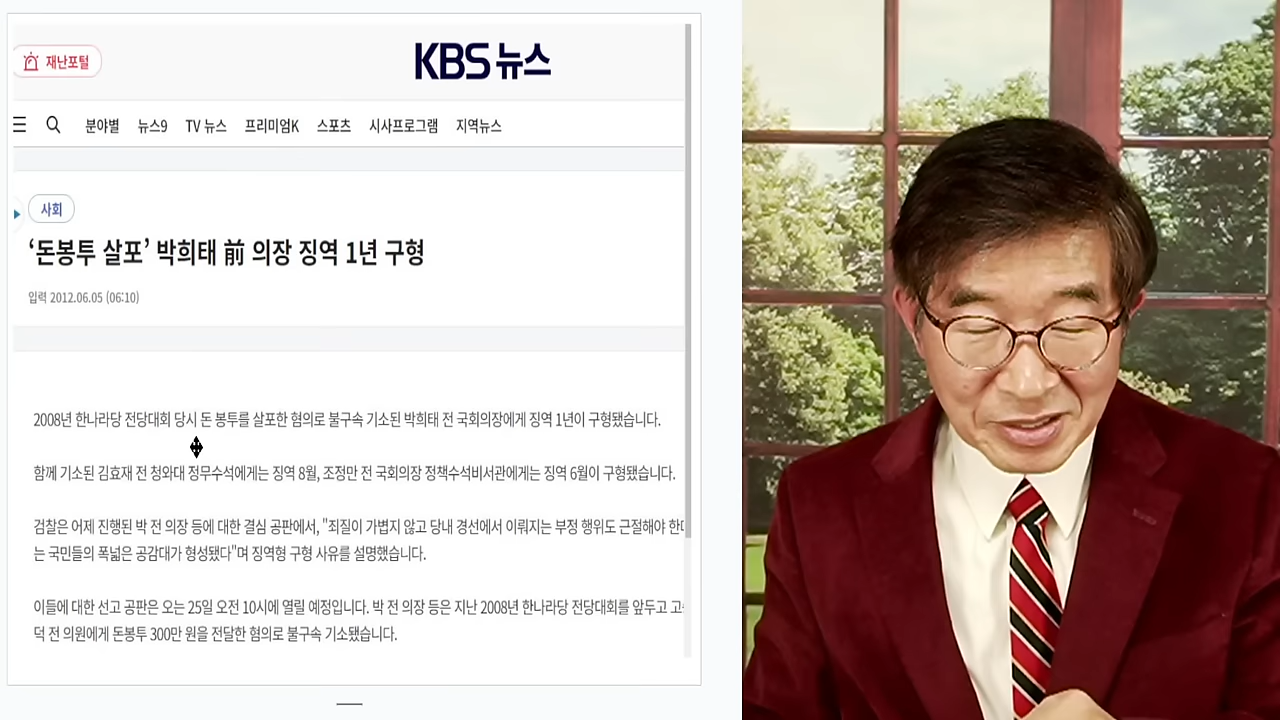 재난포털
KBS 뉴스
분야별 뉴스9 TV 뉴스 프리미엄K 스포츠 시사프로그램 지역뉴스
사회
‘돈봉투 살포’ 박희태 前 의장 징역 1년 구형
입력 2012.06.05 (06:10)
2008년 한나라당 전당대회 당시 돈 봉투를 살포한 혐의로 불구속 기소된 박희태 전 국회의장에게 징역 1년이 구형됐습니다.
함께 기소된 김효재 전 청와대 정무수석에게는 징역 8월, 조정만 전 국회의장 정책수석비서관에게는 징역 6월이 구형됐습니다.
검찰은 어제 진행된 박 전 의장 등에 대한 결심 공판에서, "죄질이 가볍지 않고 당내 경선에서 이뤄지는 부정 행위도 근절해야 한다
는 국민들의 폭넓은 공감대가 형성됐다"며 징역형 구형 사유를 설명했습니다.
이들에 대한 선고 공판은 오는 25일 오전 10시에 열릴 예정입니다. 박 전 의장 등은 지난 2008년 한나라당 전당대회를 앞두고 고승
덕 전 의원에게 돈봉투 300만 원을 전달한 혐의로 불구속 기소됐습니다.